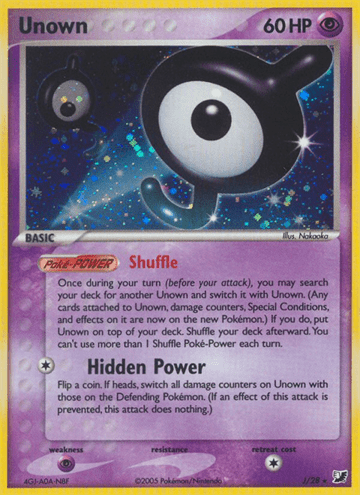 Unown 60 HP
Illus. Nakaoka
BASIC
Poké-POWER Shuffle
Once during your turn (before your attack), you may search
your deck for another Unown and switch it with Unown. (Any
cards attached to Unown, damage counters, Special Conditions,
and effects on it are now on the new Pokémon.) If you do, put
Unown on top of your deck. Shuffle your deck afterward. You
can't use more than 1 Shuffle Poké-Power each turn.
Hidden Power
Flip a coin. If heads, switch all damage counters on Unown with
those on the Defending Pokémon. (If an effect of this attack is
prevented, this attack does nothing.)
weakness resistance retreat cost
4G1-A0A-NBF ©2005 Pokémon/Nintendo J/28